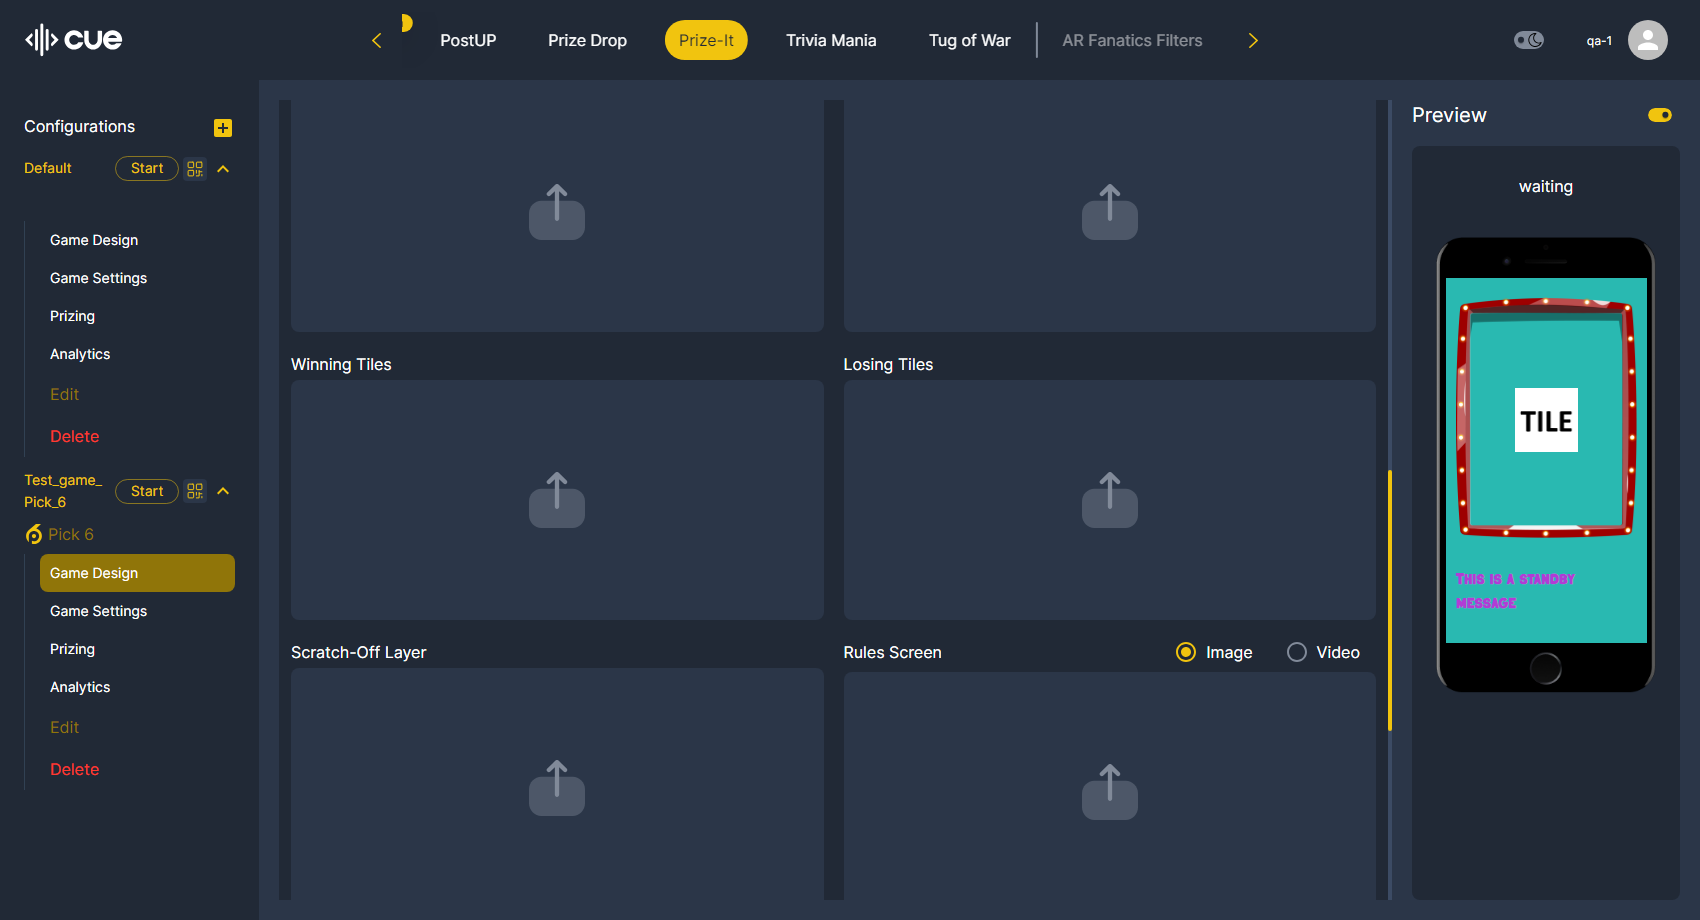 cue
PostUP
Prize Drop
Prize-It
Trivia Mania
Tug of War
AR Fanatics Filters
qa-1
Configurations
Default
Start
Game Design
Game Settings
Prizing
Analytics
Edit
Delete
Test_game_
Pick_6
Start
Pick 6
Game Design
Game Settings
Prizing
Analytics
Edit
Delete
Winning Tiles
Losing Tiles
Scratch-Off Layer
Rules Screen
Image
Video
Preview
waiting
TILE
This is a standby
message